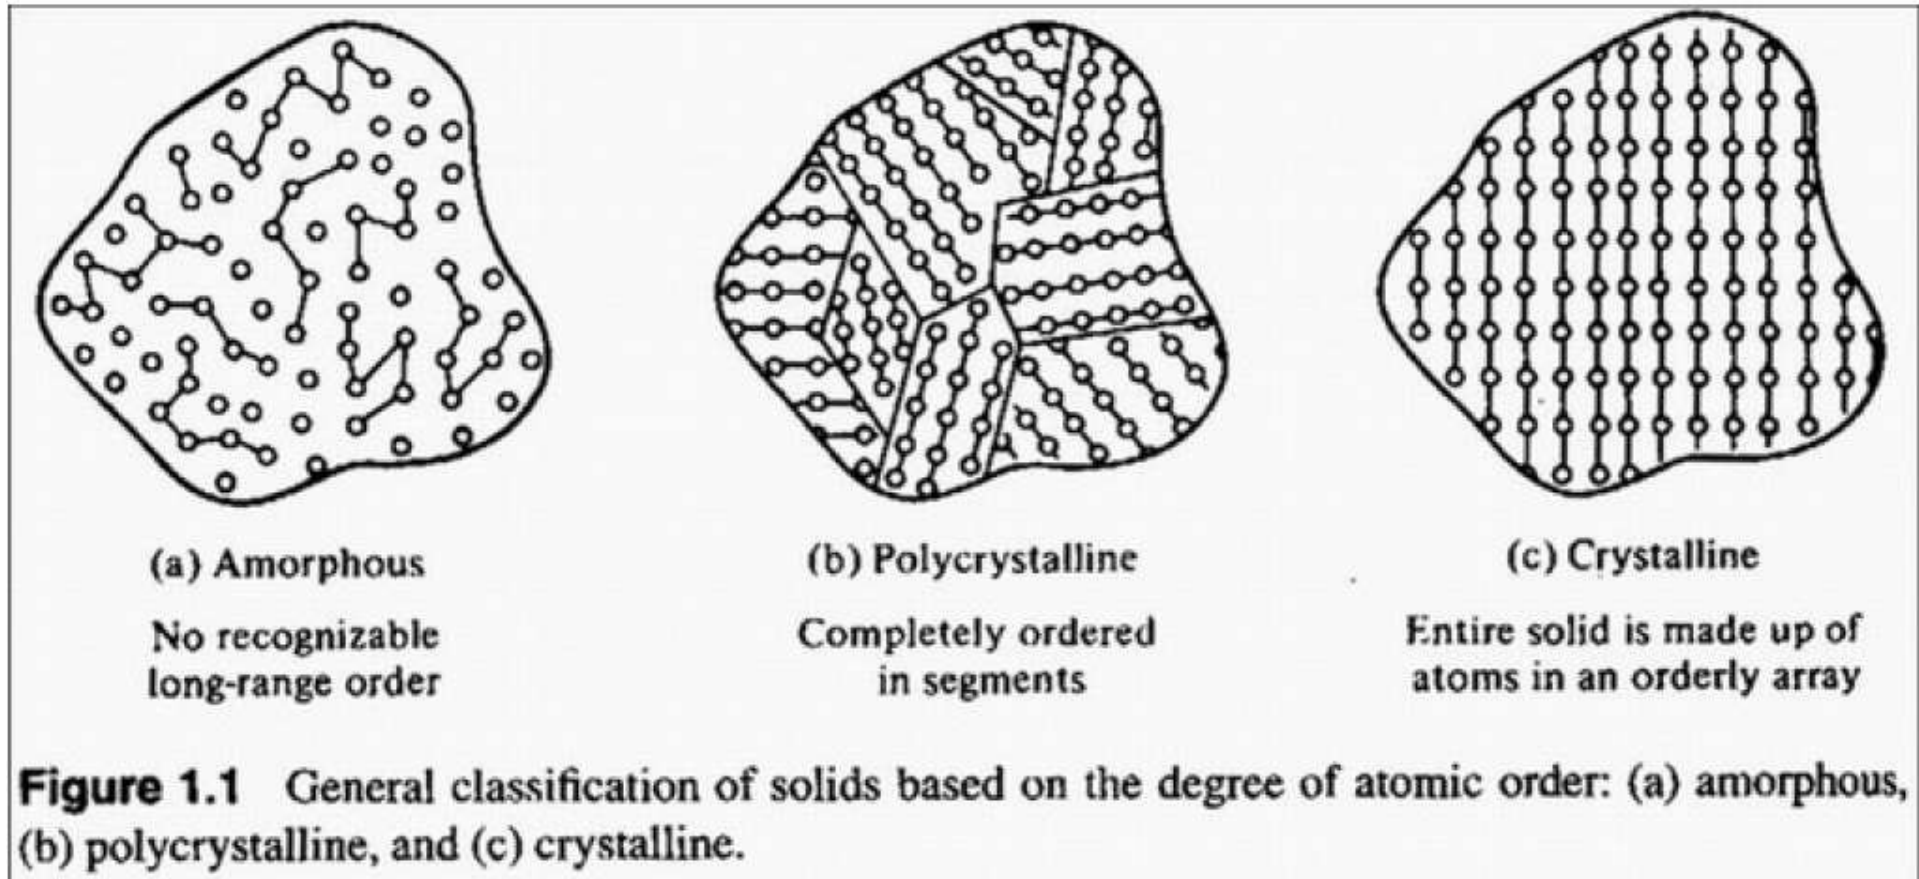 (a) Amorphous
No recognizable
long-range order
(b) Polycrystalline
Completely ordered
in segments
(c) Crystalline
Entire solid is made up of
atoms in an orderly array
Figure 1.1 General classification of solids based on the degree of atomic order: (a) amorphous,
(b) polycrystalline, and (c) crystalline.